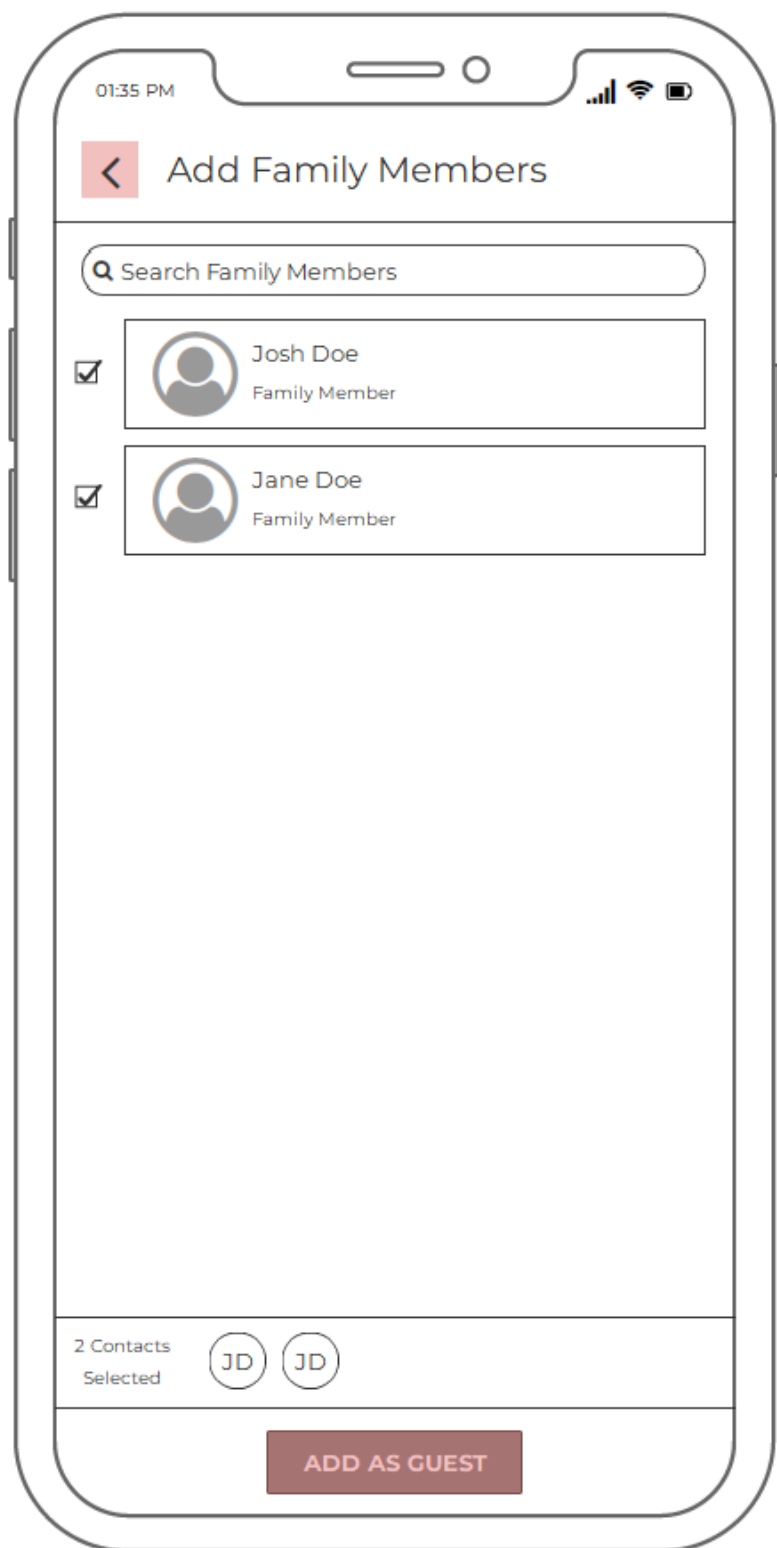 01:35 PM
Add Family Members
Search Family Members
Josh Doe
Family Member
Jane Doe
Family Member
2 Contacts
Selected
JD JD
ADD AS GUEST